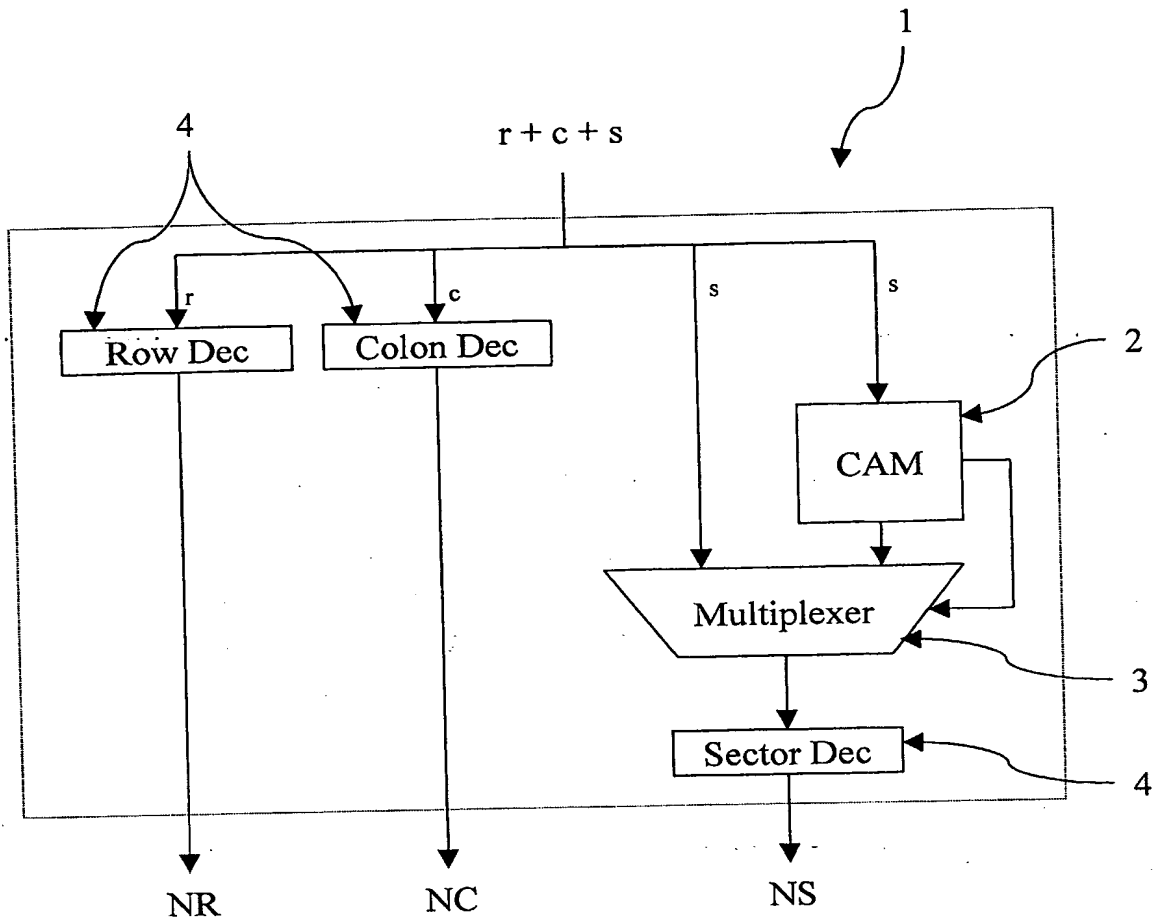 1
4
r + c + s
r
c
s
s
Row Dec
Colon Dec
2
CAM
Multiplexer
3
Sector Dec
4
NR
NC
NS